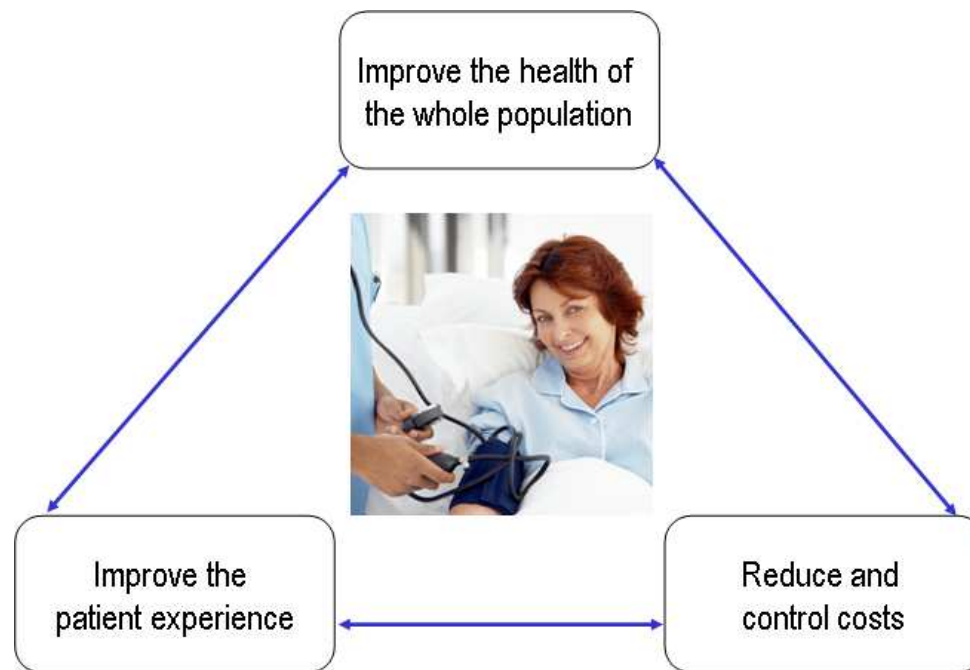 Improve the health of
the whole population
Improve the
patient experience
Reduce and
control costs